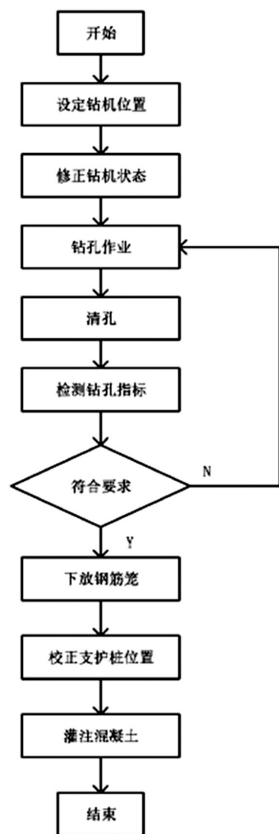 开始
设定钻机位置
修正钻机状态
钻孔作业
清孔
检测钻孔指标
符合要求
N
Y
下放钢筋笼
校正支护桩位置
灌注混凝土
结束